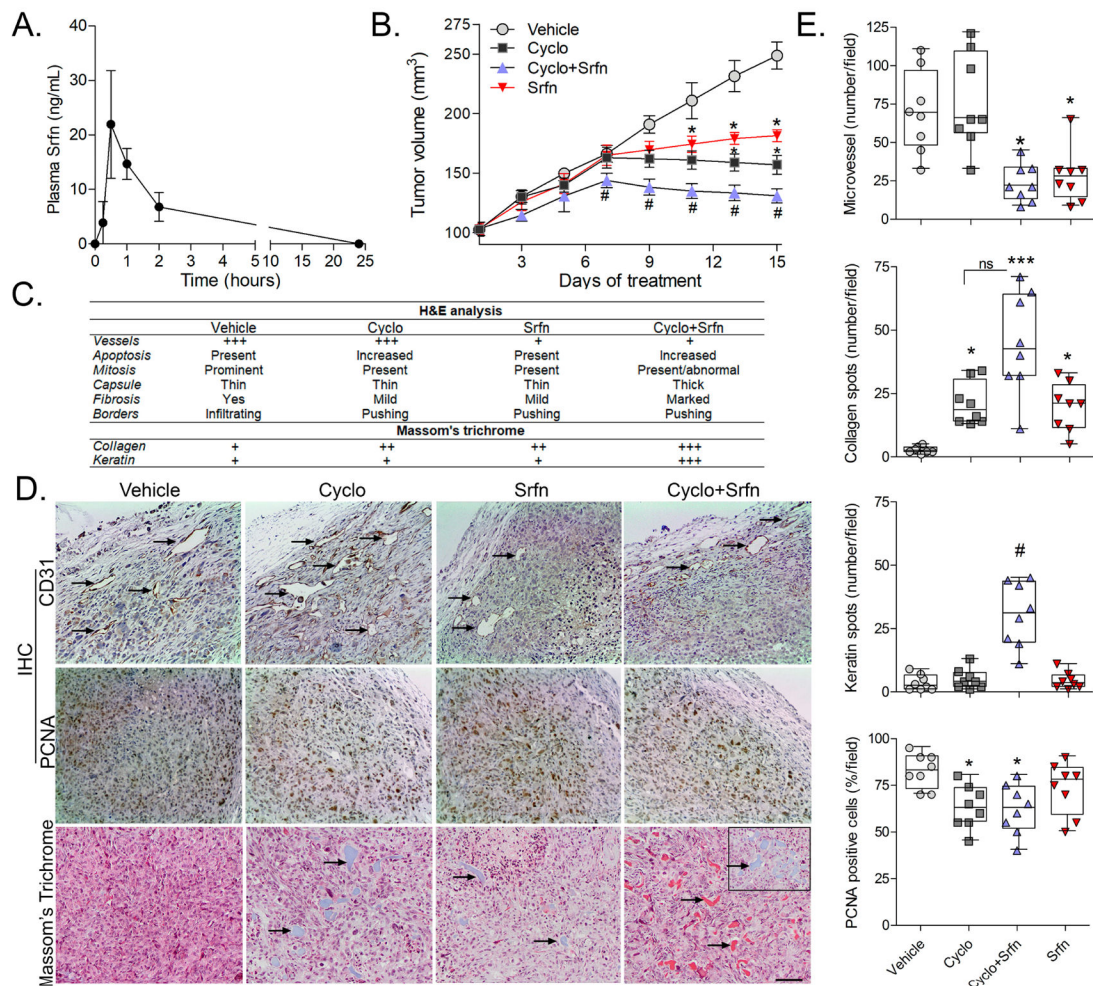 A.
40
30
20
10
0
Plasma Srfn (ng/mL)
0 1 2 3 4 5 10 15 20 25
Time (hours)
B.
Vehicle
Cyclo
Cyclo+Srfn
Srfn
250
200
150
100
Tumor volume (mm3)
* * *
* *
# # # # #
3 6 9 12 15
Days of treatment
C.
H&E analysis
Vehicle Cyclo Srfn Cyclo+Srfn
Vessels +++ +++ + +
Apoptosis Present Increased Present Increased
Mitosis Prominent Present Present Present/abnormal
Capsule Thin Thin Thin Thick
Fibrosis Yes Mild Mild Marked
Borders Infiltrating Pushing Pushing Pushing
Massom's trichrome
Collagen + ++ ++ +++
Keratin + + + +++
D.
Vehicle Cyclo Srfn Cyclo+Srfn
IHC
CD31
PCNA
Massom's Trichrome
E.
125
100
75
50
25
0
Microvessel (number/field)
* *
75
50
25
0
Collagen spots (number/field)
ns
* *** *
75
50
25
0
Keratin spots (number/field)
#
100
75
50
25
0
PCNA positive cells (%/field)
* *
Vehicle
Cyclo
Cyclo+Srfn
Srfn